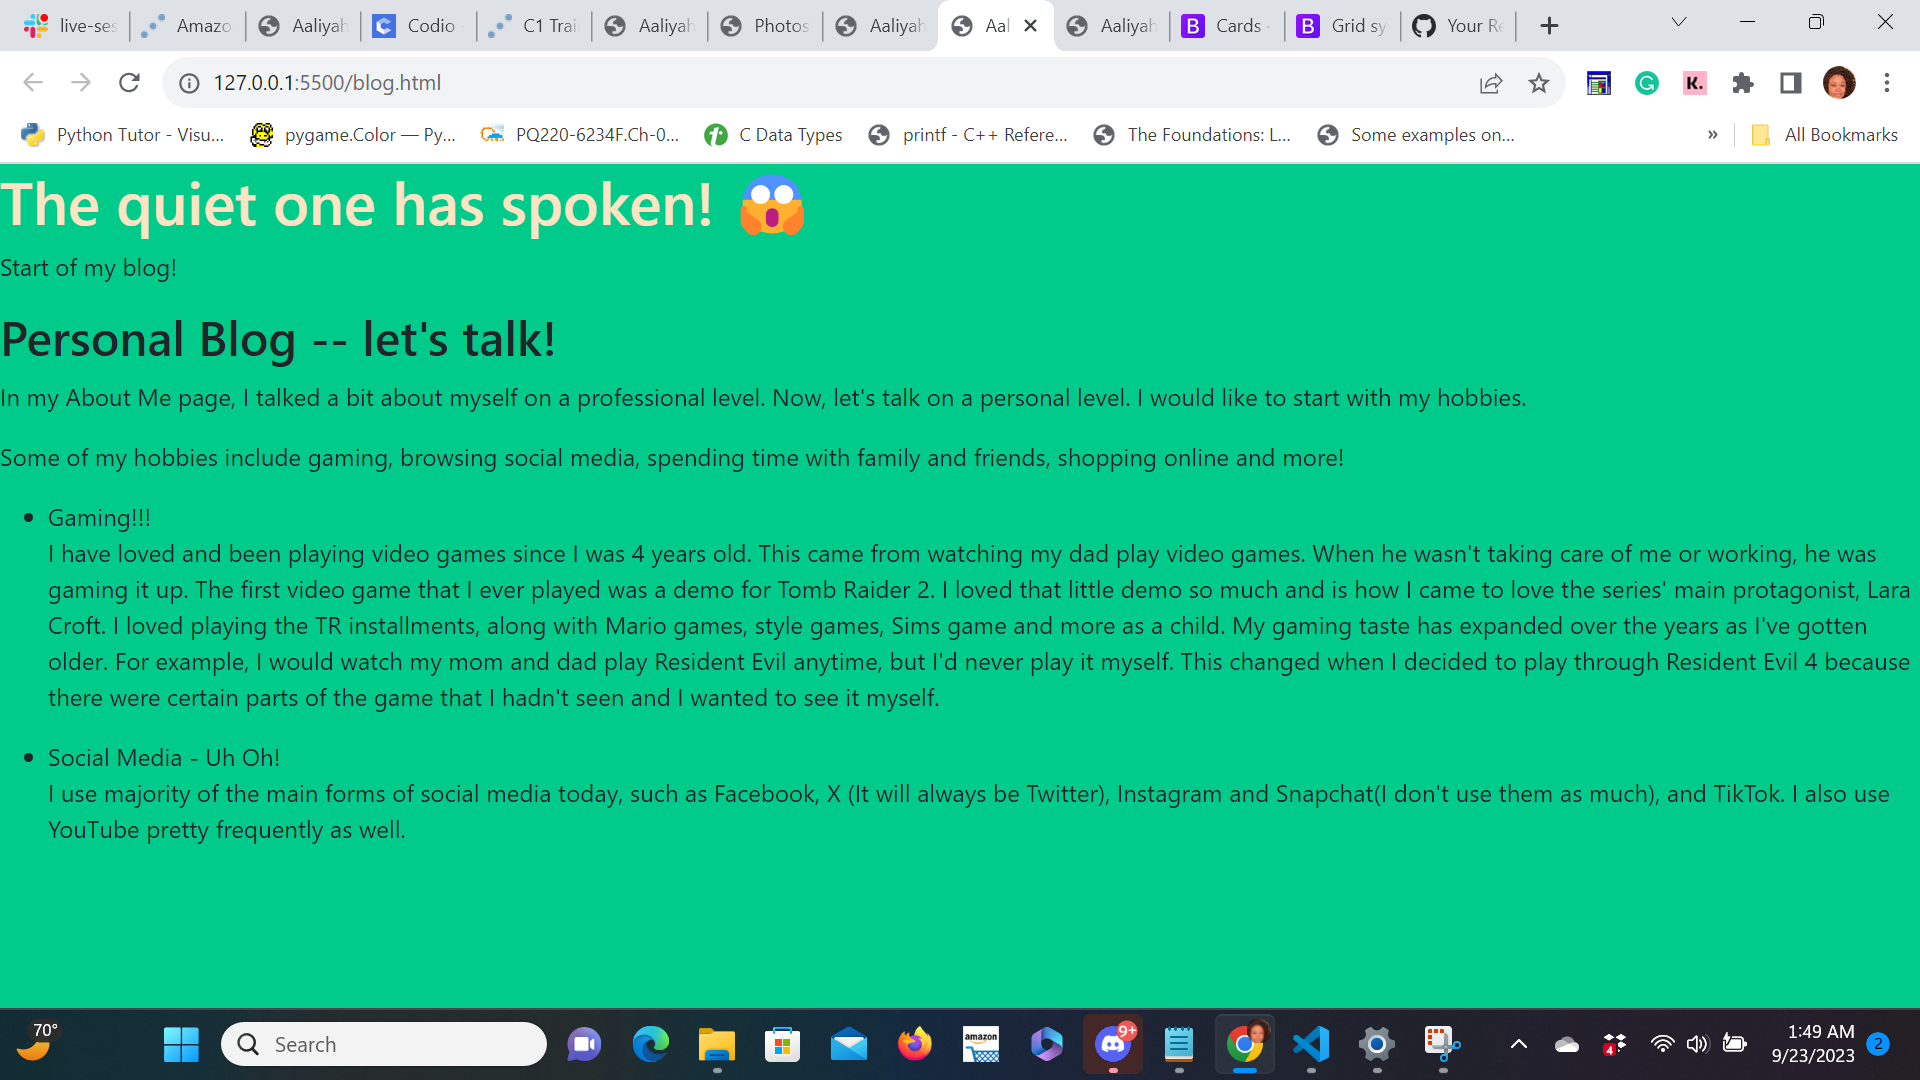 live-ses
Amazo
Aaliyah
Codio
C1 Trai
Aaliyah
Photos
Aaliyah
Aal
Aaliyah
Cards -
Grid sy
Your Re
127.0.0.1:5500/blog.html
Python Tutor - Visu...
pygame.Color — Py...
PQ220-6234F.Ch-0...
C Data Types
printf - C++ Refere...
The Foundations: L...
Some examples on...
»
All Bookmarks
The quiet one has spoken! 😱
Start of my blog!
Personal Blog -- let's talk!
In my About Me page, I talked a bit about myself on a professional level. Now, let's talk on a personal level. I would like to start with my hobbies.
Some of my hobbies include gaming, browsing social media, spending time with family and friends, shopping online and more!
• Gaming!!!
I have loved and been playing video games since I was 4 years old. This came from watching my dad play video games. When he wasn't taking care of me or working, he was
gaming it up. The first video game that I ever played was a demo for Tomb Raider 2. I loved that little demo so much and is how I came to love the series' main protagonist, Lara
Croft. I loved playing the TR installments, along with Mario games, style games, Sims game and more as a child. My gaming taste has expanded over the years as I've gotten
older. For example, I would watch my mom and dad play Resident Evil anytime, but I'd never play it myself. This changed when I decided to play through Resident Evil 4 because
there were certain parts of the game that I hadn't seen and I wanted to see it myself.
• Social Media - Uh Oh!
I use majority of the main forms of social media today, such as Facebook, X (It will always be Twitter), Instagram and Snapchat(I don't use them as much), and TikTok. I also use
YouTube pretty frequently as well.
70°
Search
amazon
9+
4
1:49 AM
9/23/2023
2